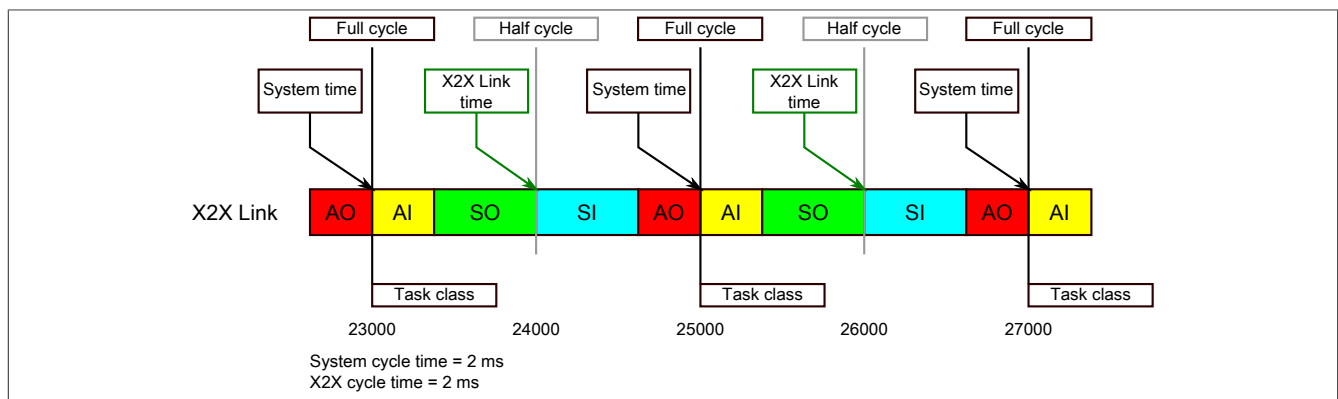 Full cycle Half cycle Full cycle Half cycle Full cycle
System time X2X Link time System time X2X Link time System time
X2X Link AO AI SO SI AO AI SO SI AO AI
Task class Task class Task class
23000 24000 25000 26000 27000
System cycle time = 2 ms
X2X cycle time = 2 ms